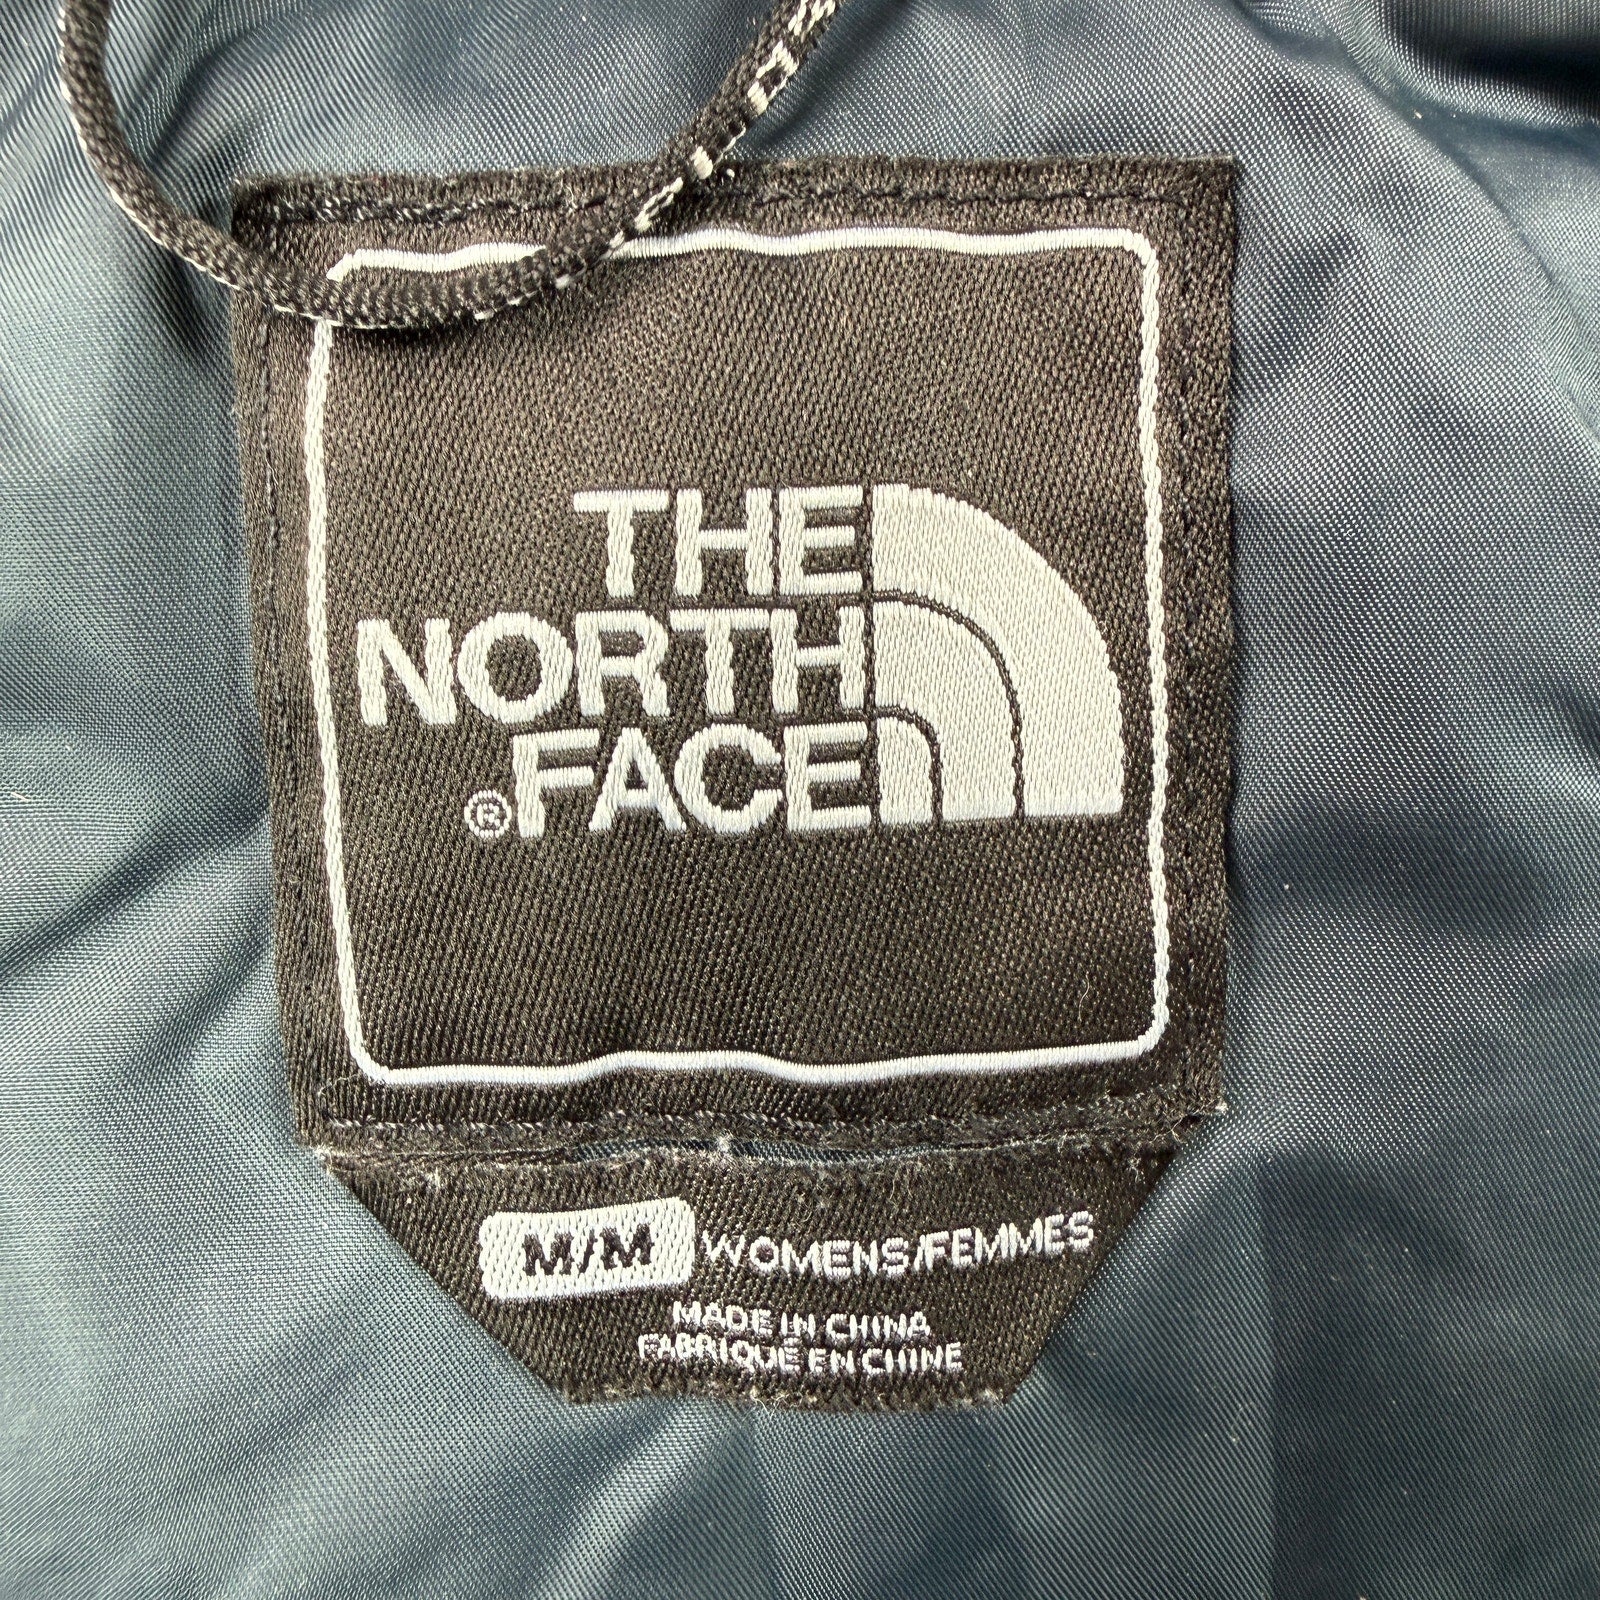 THE
NORTH
®FACE
M/M WOMENS/FEMMES
MADE IN CHINA
FABRIQUÉ EN CHINE